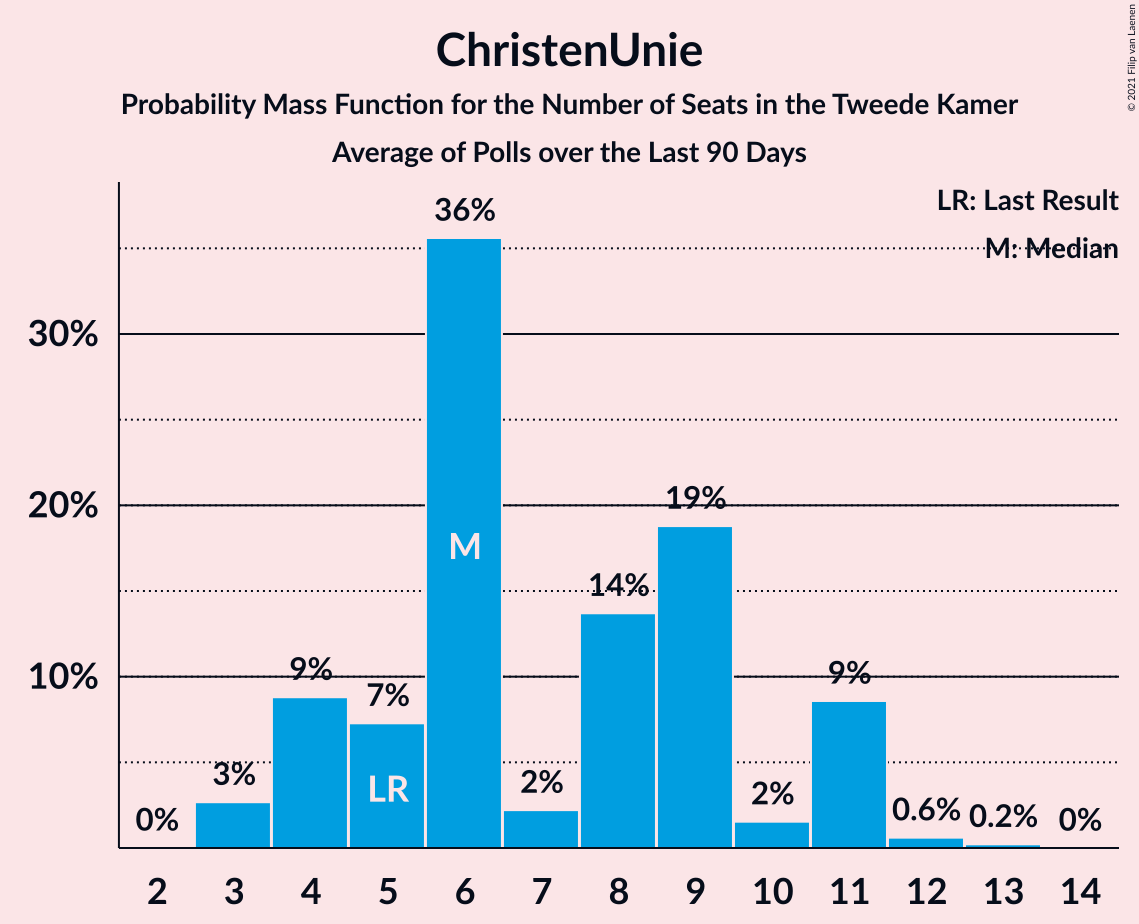 ChristenUnie
Probability Mass Function for the Number of Seats in the Tweede Kamer
Average of Polls over the Last 90 Days
© 2021 Filip van Laenen
LR: Last Result
M: Median
36%
30%
20%
19%
M
14%
10%
9%
9%
7%
3%
LR
2%
2%
0%
0.6%
0.2%
0%
2 3 4 5 6 7 8 9 10 11 12 13 14